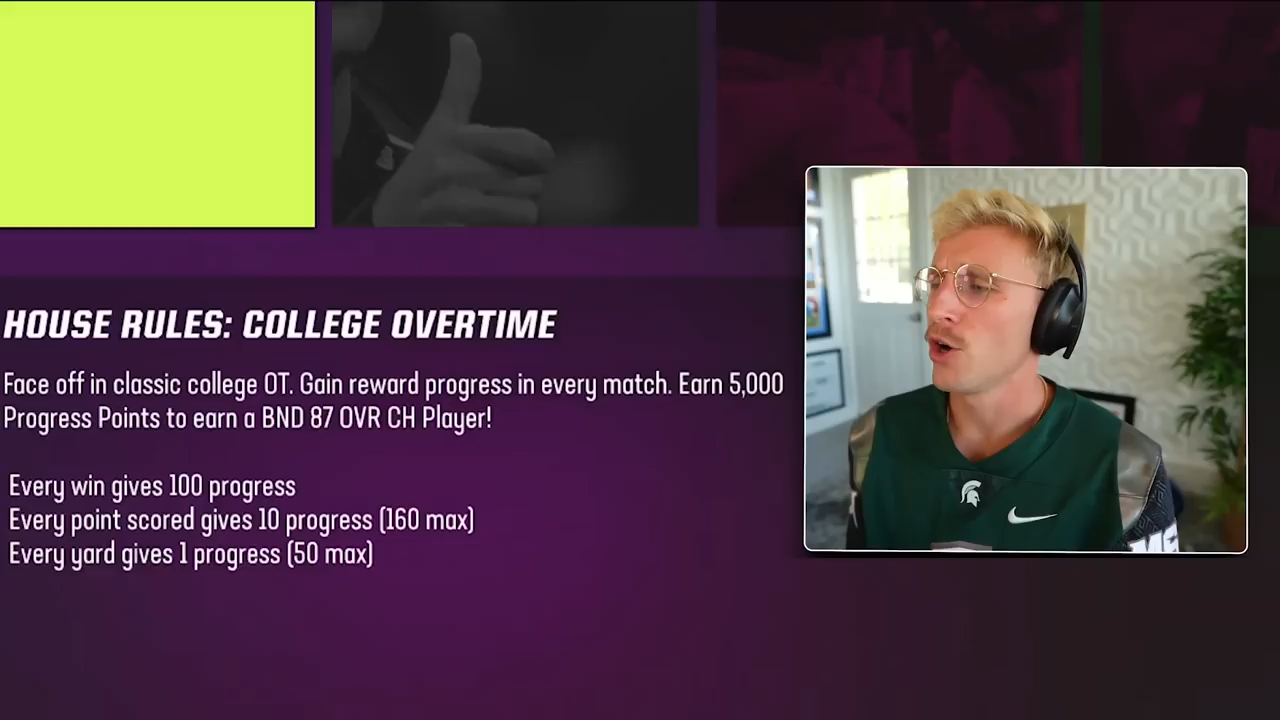 HOUSE RULES: COLLEGE OVERTIME
Face off in classic college OT. Gain reward progress in every match. Earn 5,000
Progress Points to earn a BND 87 OVR CH Player!
Every win gives 100 progress
Every point scored gives 10 progress (160 max)
Every yard gives 1 progress (50 max)